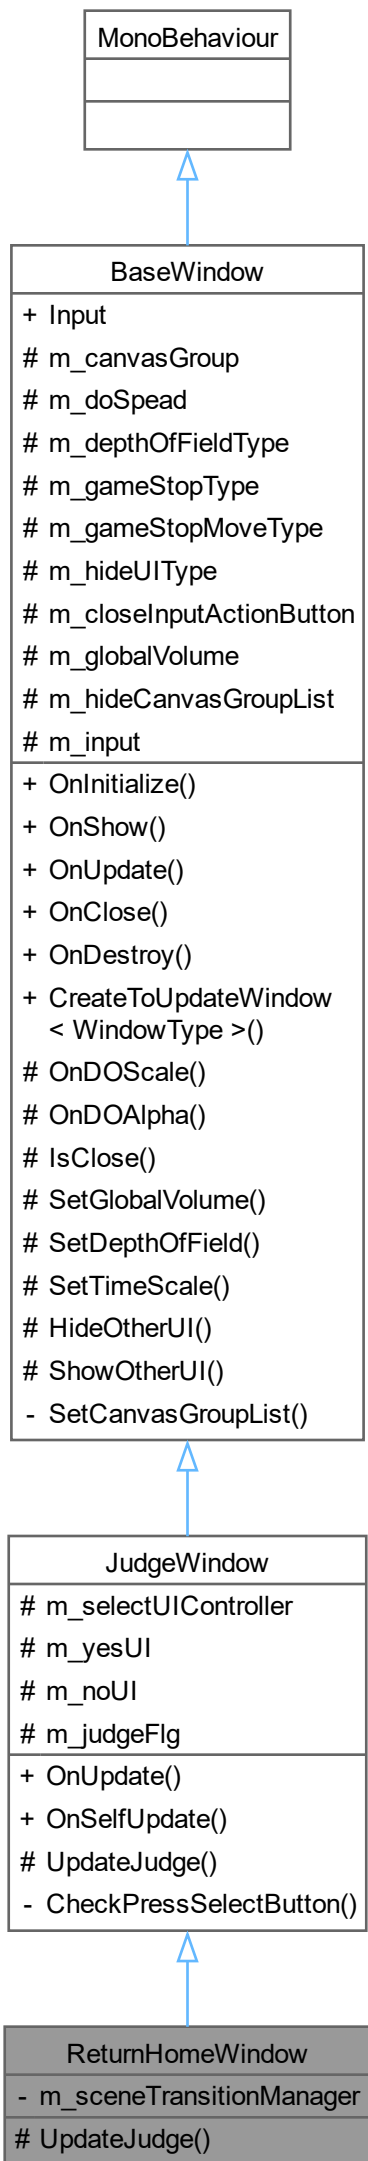 MonoBehaviour
BaseWindow
+ Input
# m_canvasGroup
# m_doSpead
# m_depthOfFieldType
# m_gameStopType
# m_gameStopMoveType
# m_hideUIType
# m_closeInputActionButton
# m_globalVolume
# m_hideCanvasGroupList
# m_input
+ OnInitialize()
+ OnShow()
+ OnUpdate()
+ OnClose()
+ OnDestroy()
+ CreateToUpdateWindow
< WindowType >()
# OnDOScale()
# OnDOAlpha()
# IsClose()
# SetGlobalVolume()
# SetDepthOfField()
# SetTimeScale()
# HideOtherUI()
# ShowOtherUI()
- SetCanvasGroupList()
JudgeWindow
# m_selectUIController
# m_yesUI
# m_noUI
# m_judgeFlg
+ OnUpdate()
+ OnSelfUpdate()
# UpdateJudge()
- CheckPressSelectButton()
ReturnHomeWindow
- m_sceneTransitionManager
# UpdateJudge()